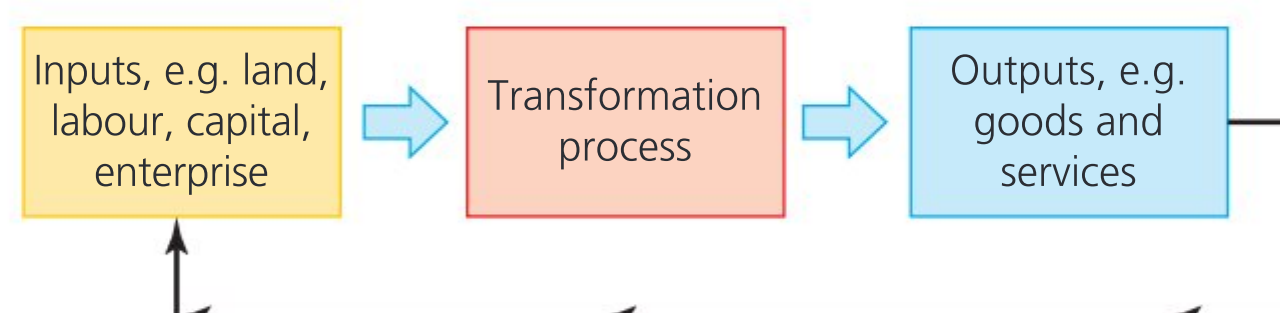 Inputs, e.g. land,
labour, capital,
enterprise
Transformation
process
Outputs, e.g.
goods and
services